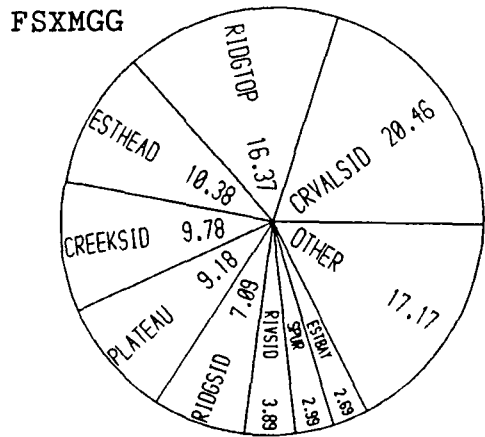 FSXMGG
RIDGTOP 16.37
CRVALSID 20.46
ESTHEAD 10.38
CREEKSID 9.78
OTHER 17.17
PLATEAU 9.18
RIDGSID 7.09
RIVSID 3.89
SPUR 2.99
ESTBAY 2.69